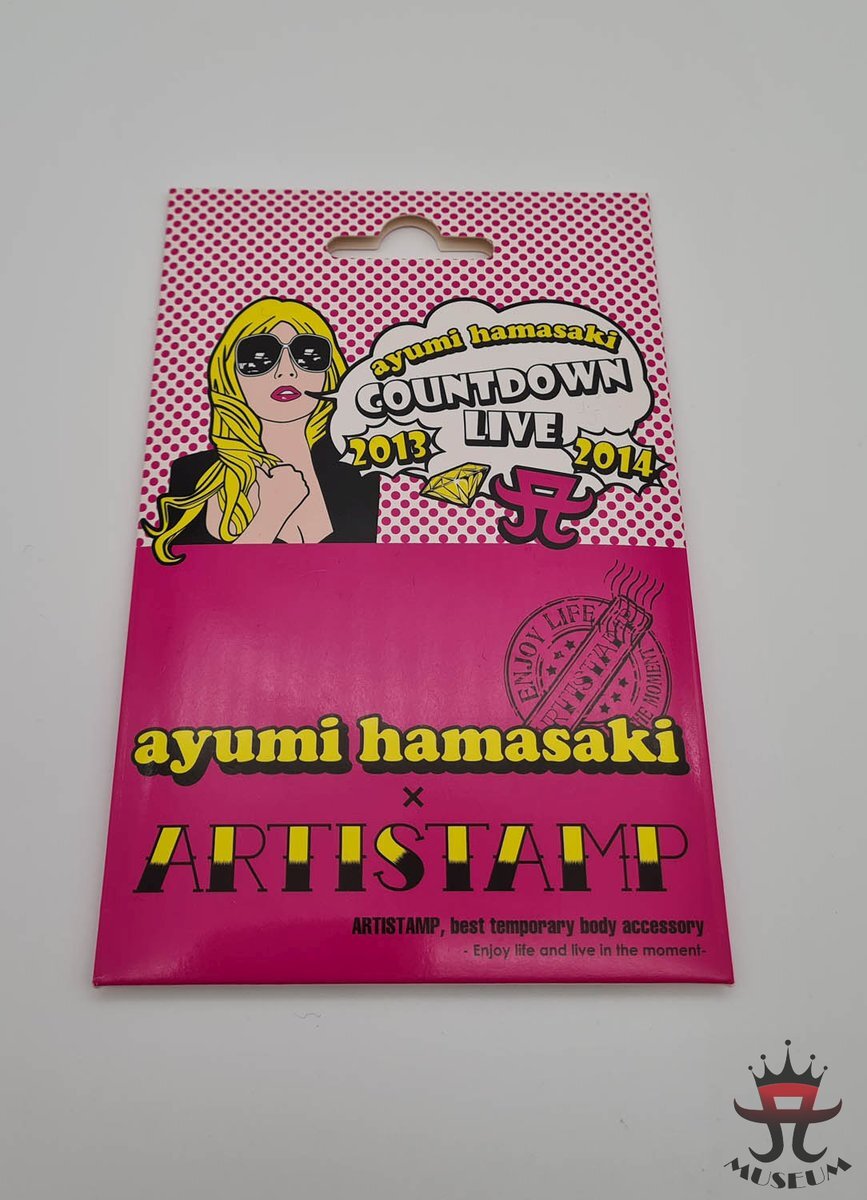 ayumi hamasaki
COUNTDOWN
LIVE
2013
2014
A
ENJOY LIFE
ARTISTAMP
THE MOMENT
ayumi hamasaki
×
ARTISTAMP
ARTISTAMP, best temporary body accessory
- Enjoy life and live in the moment-
A
MUSEUM